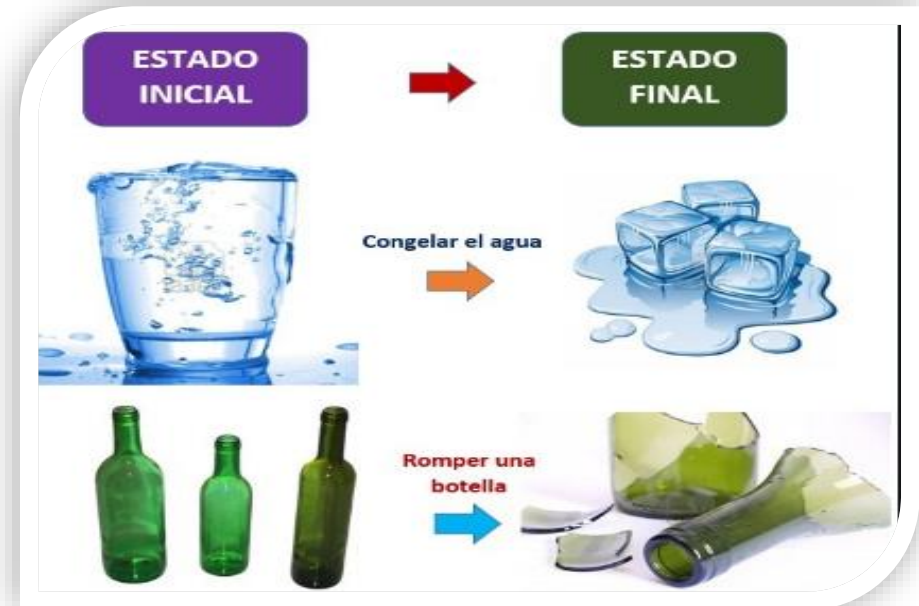 ESTADO
INICIAL
ESTADO
FINAL
Congelar el agua
Romper una
botella